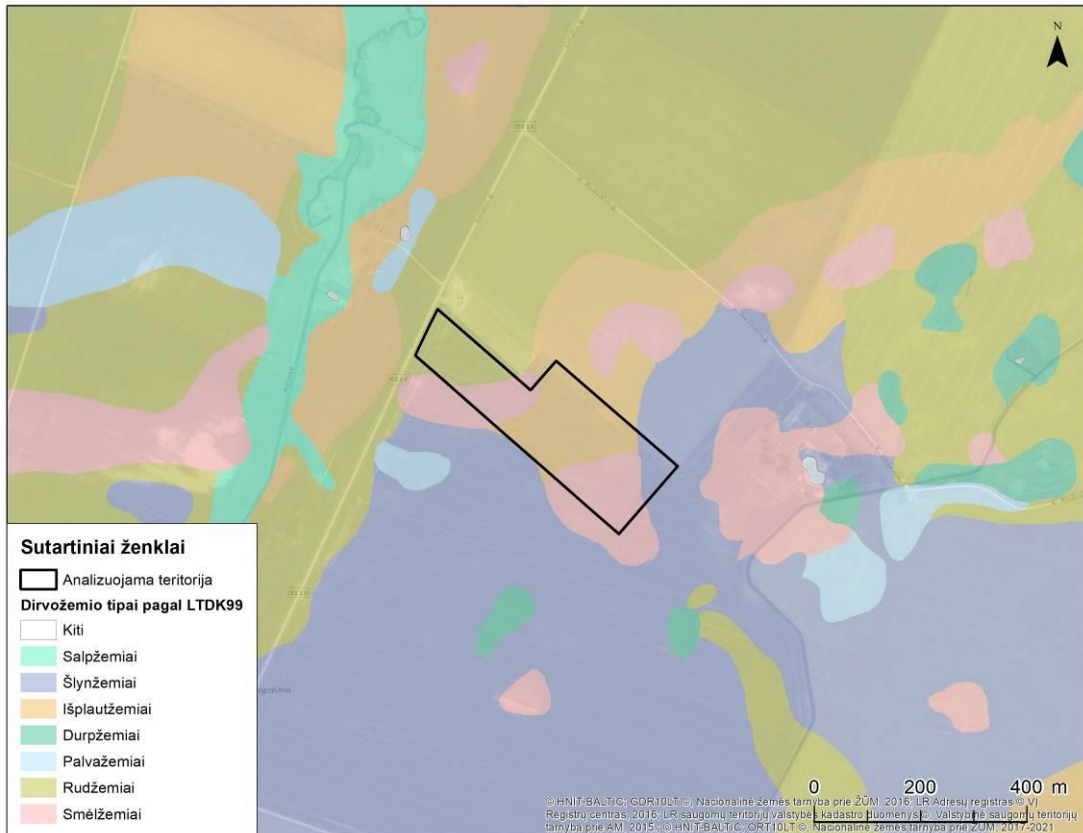 N
Sutartiniai ženklai
Analizuojama teritorija
Dirvožemio tipai pagal LTDK99
Kiti
Salpžemiai
Šlynžemiai
Išplautžemiai
Durpžemiai
Palvažemiai
Rudžemiai
Smėlžemiai
0 200 400 m
© HNIT-BALTIC; GDR10LT ©, Nacionalinė žemės tarnyba prie ŽŪM, 2016; LR Adresų registras © VĮ
Registrų centras, 2016; LR saugomų teritorijų valstybės kadastro duomenys ©, Valstybinė saugomų teritorijų
tarnyba prie AM, 2015; © HNIT-BALTIC; ORT10LT ©, Nacionalinė žemės tarnyba prie ŽŪM, 2017-2021